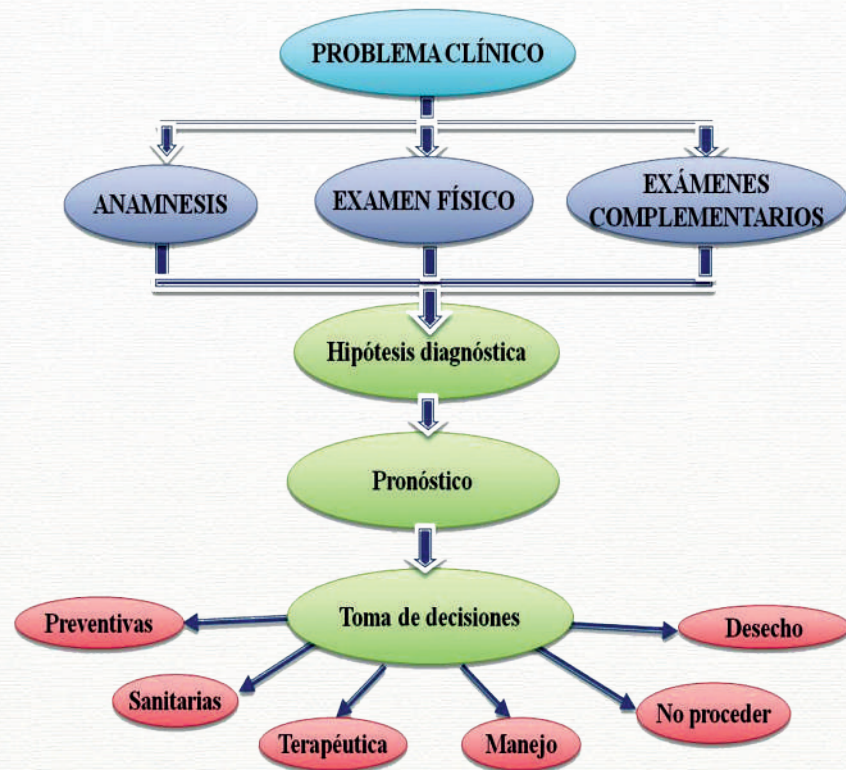 PROBLEMA CLÍNICO
ANAMNESIS
EXAMEN FÍSICO
EXÁMENES
COMPLEMENTARIOS
Hipótesis diagnóstica
Pronóstico
Toma de decisiones
Preventivas
Desecho
Sanitarias
No proceder
Terapéutica
Manejo